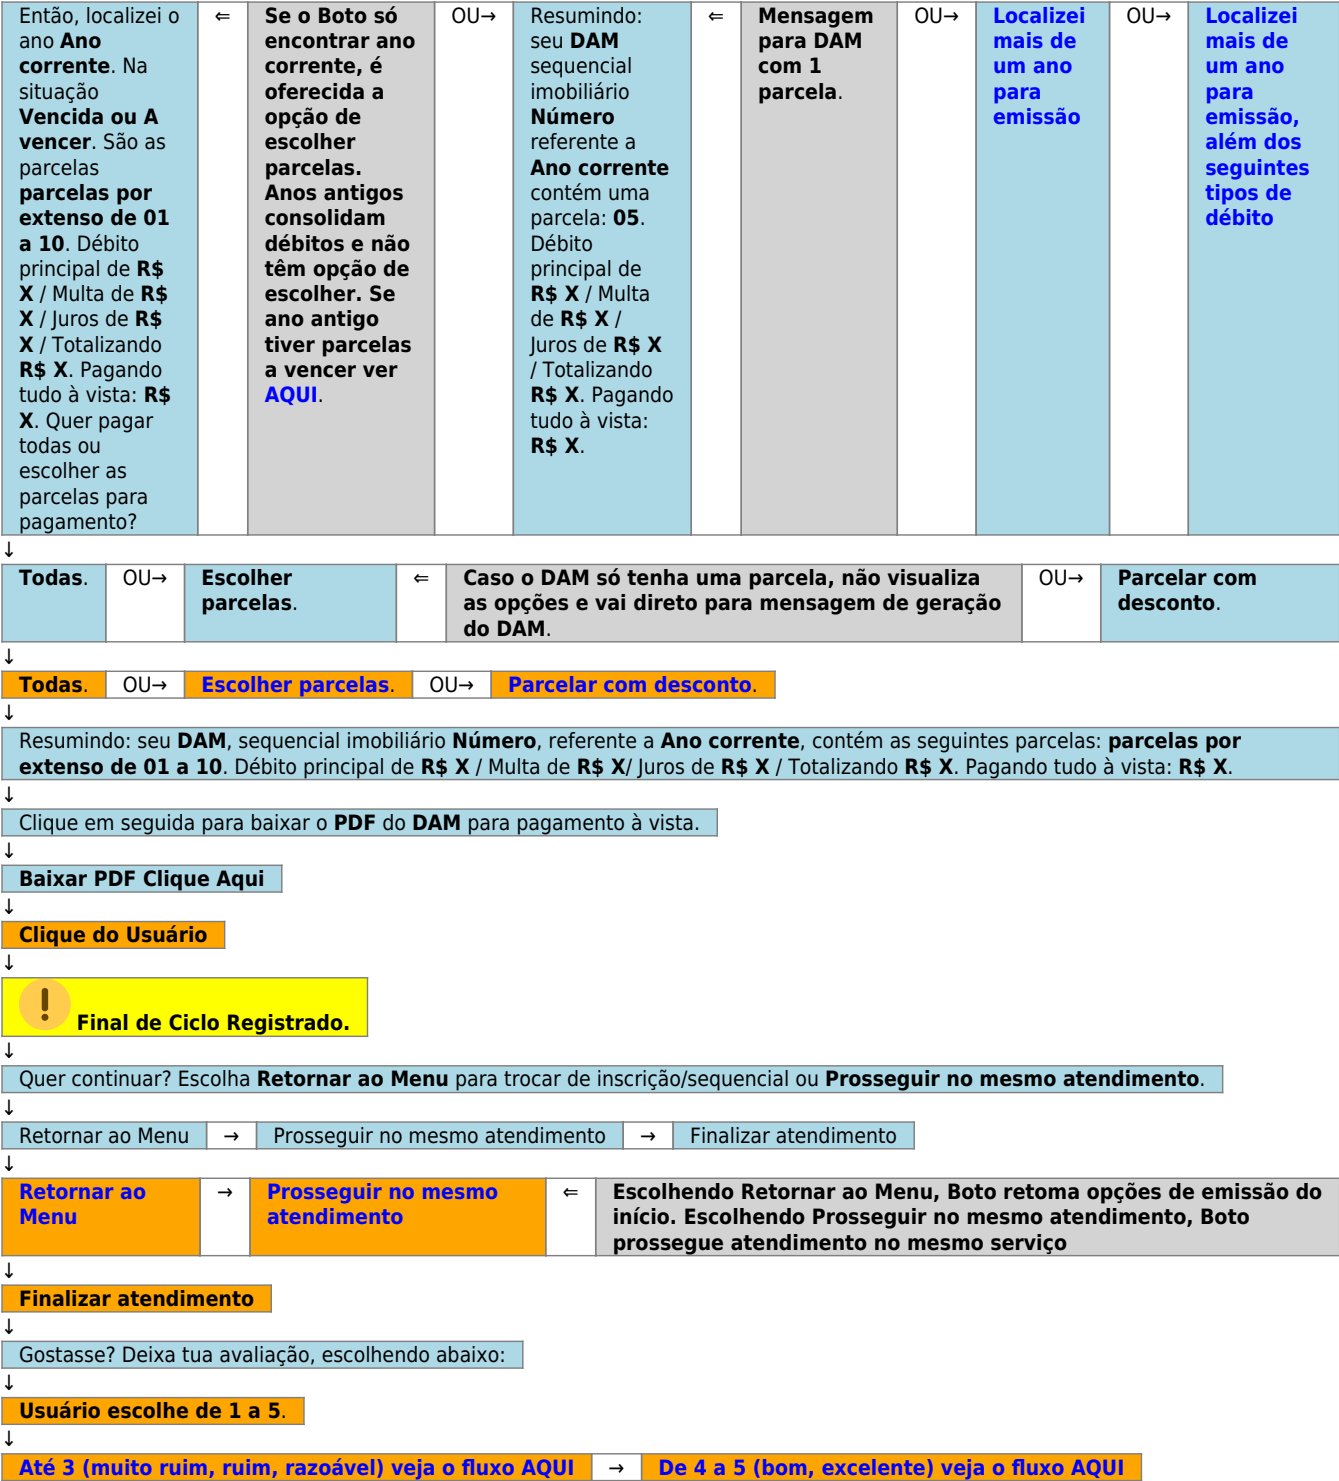 Então, localizei o
ano Ano
corrente. Na
situação
Vencida ou A
vencer. São as
parcelas
parcelas por
extenso de 01
a 10. Débito
principal de R$
X / Multa de R$
X / Juros de R$
X / Totalizando
R$ X. Pagando
tudo à vista: R$
X. Quer pagar
todas ou
escolher as
parcelas para
pagamento?
⇐
Se o Boto só
encontrar ano
corrente, é
oferecida a
opção de
escolher
parcelas.
Anos antigos
consolidam
débitos e não
têm opção de
escolher. Se
ano antigo
tiver parcelas
a vencer ver
AQUI.
OU→
Resumindo:
seu DAM
sequencial
imobiliário
Número
referente a
Ano corrente
contém uma
parcela: 05.
Débito
principal de
R$ X / Multa
de R$ X /
Juros de R$ X
/ Totalizando
R$ X. Pagando
tudo à vista:
R$ X.
⇐
Mensagem
para DAM
com 1
parcela.
OU→
Localizei
mais de
um ano
para
emissão
OU→
Localizei
mais de
um ano
para
emissão,
além dos
seguintes
tipos de
débito
↓
Todas.
OU→
Escolher
parcelas.
⇐
Caso o DAM só tenha uma parcela, não visualiza
as opções e vai direto para mensagem de geração
do DAM.
OU→
Parcelar com
desconto.
↓
Todas. OU→ Escolher parcelas. OU→ Parcelar com desconto.
↓
Resumindo: seu DAM, sequencial imobiliário Número, referente a Ano corrente, contém as seguintes parcelas: parcelas por
extenso de 01 a 10. Débito principal de R$ X / Multa de R$ X/ Juros de R$ X / Totalizando R$ X. Pagando tudo à vista: R$ X.
↓
Clique em seguida para baixar o PDF do DAM para pagamento à vista.
↓
Baixar PDF Clique Aqui
↓
Clique do Usuário
↓
! Final de Ciclo Registrado.
↓
Quer continuar? Escolha Retornar ao Menu para trocar de inscrição/sequencial ou Prosseguir no mesmo atendimento.
↓
Retornar ao Menu → Prosseguir no mesmo atendimento → Finalizar atendimento
↓
Retornar ao
Menu
→
Prosseguir no mesmo
atendimento
⇐
Escolhendo Retornar ao Menu, Boto retoma opções de emissão do
início. Escolhendo Prosseguir no mesmo atendimento, Boto
prossegue atendimento no mesmo serviço
↓
Finalizar atendimento
↓
Gostasse? Deixa tua avaliação, escolhendo abaixo:
↓
Usuário escolhe de 1 a 5.
↓
Até 3 (muito ruim, ruim, razoável) veja o fluxo AQUI → De 4 a 5 (bom, excelente) veja o fluxo AQUI